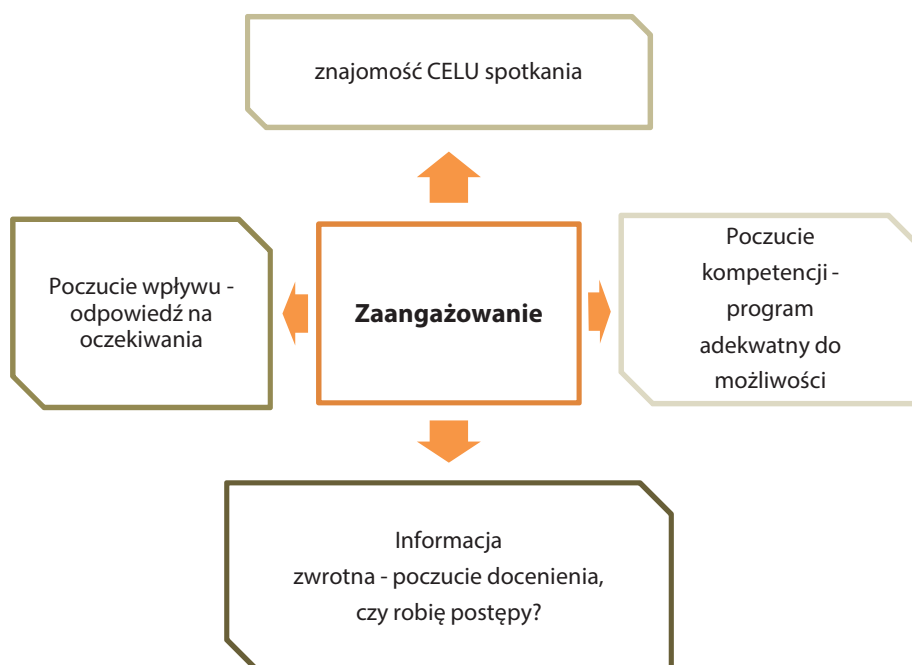 znajomość CELU spotkania
Poczucie wpływu -
odpowiedź na
oczekiwania
Zaangażowanie
Poczucie
kompetencji -
program
adekwatny do
możliwości
Informacja
zwrotna - poczucie docenienia,
czy robię postępy?